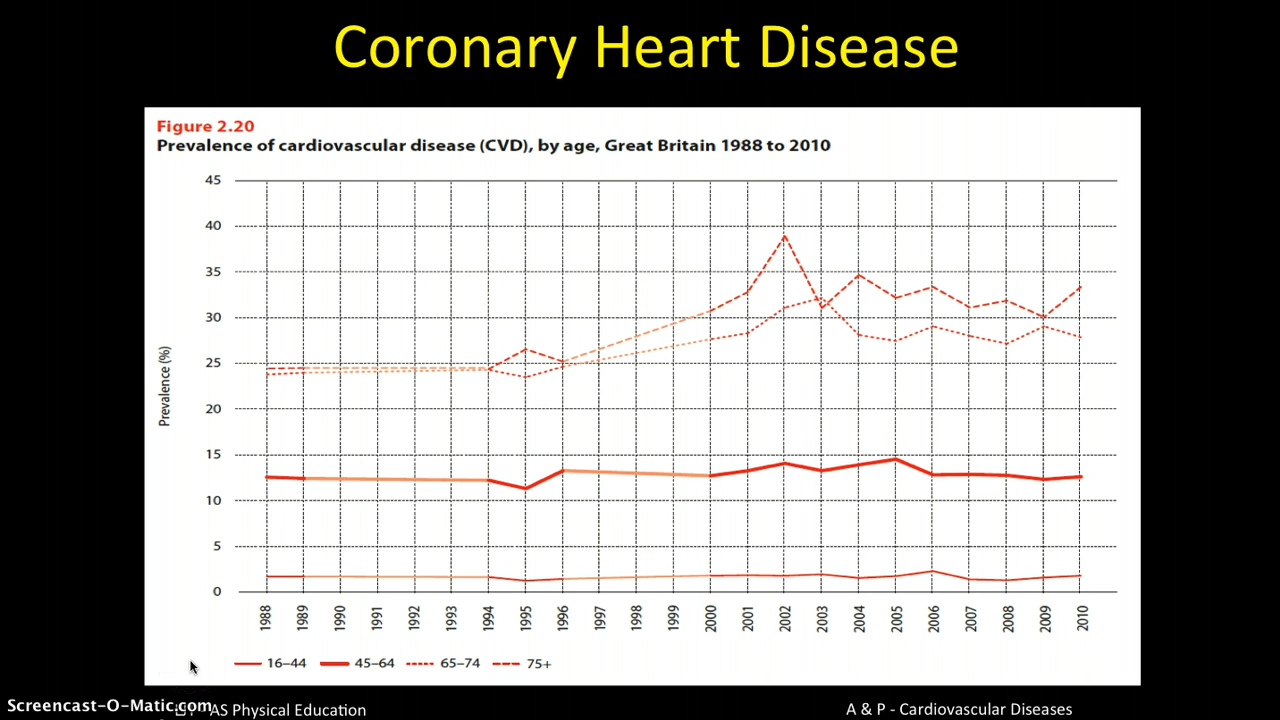 Coronary Heart Disease
Figure 2.20
Prevalence of cardiovascular disease (CVD), by age, Great Britain 1988 to 2010
45
40
35
30
25
20
15
10
5
0
Prevalence (%)
1988 1989 1990 1991 1992 1993 1994 1995 1996 1997 1998 1999 2000 2001 2002 2003 2004 2005 2006 2007 2008 2009 2010
16–44 45–64 65–74 75+
Screencast-O-Matic.com
AS Physical Education
A & P - Cardiovascular Diseases